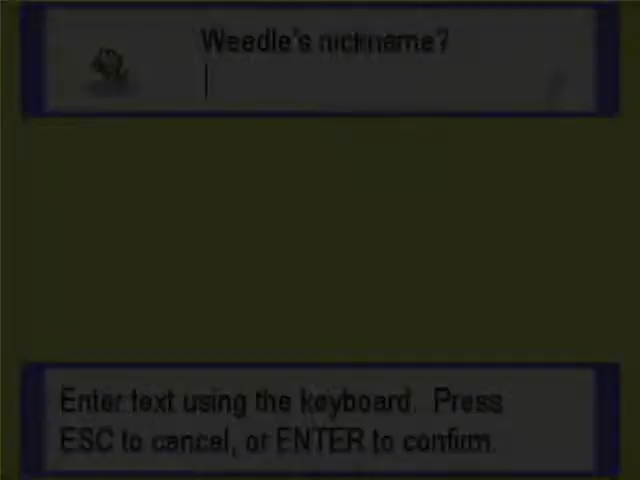 Weedle's nickname?
Enter text using the keyboard. Press
ESC to cancel, or ENTER to confirm.